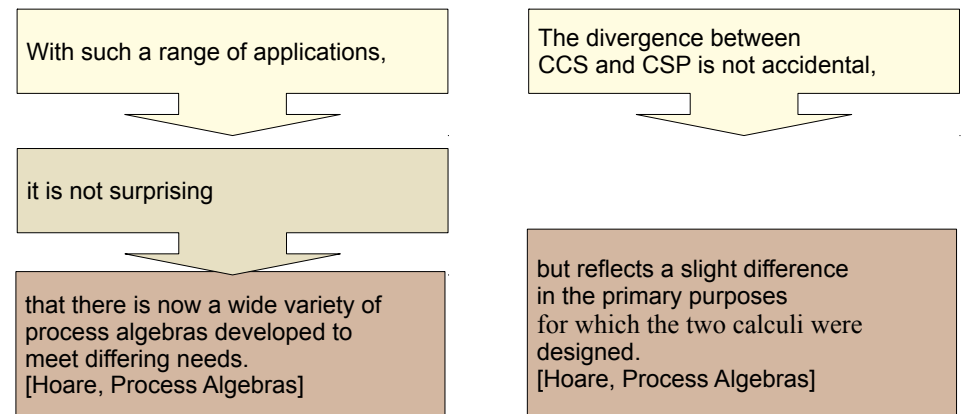 With such a range of applications,
it is not surprising
that there is now a wide variety of
process algebras developed to
meet differing needs.
[Hoare, Process Algebras]
The divergence between
CCS and CSP is not accidental,
but reflects a slight difference
in the primary purposes
for which the two calculi were
designed.
[Hoare, Process Algebras]